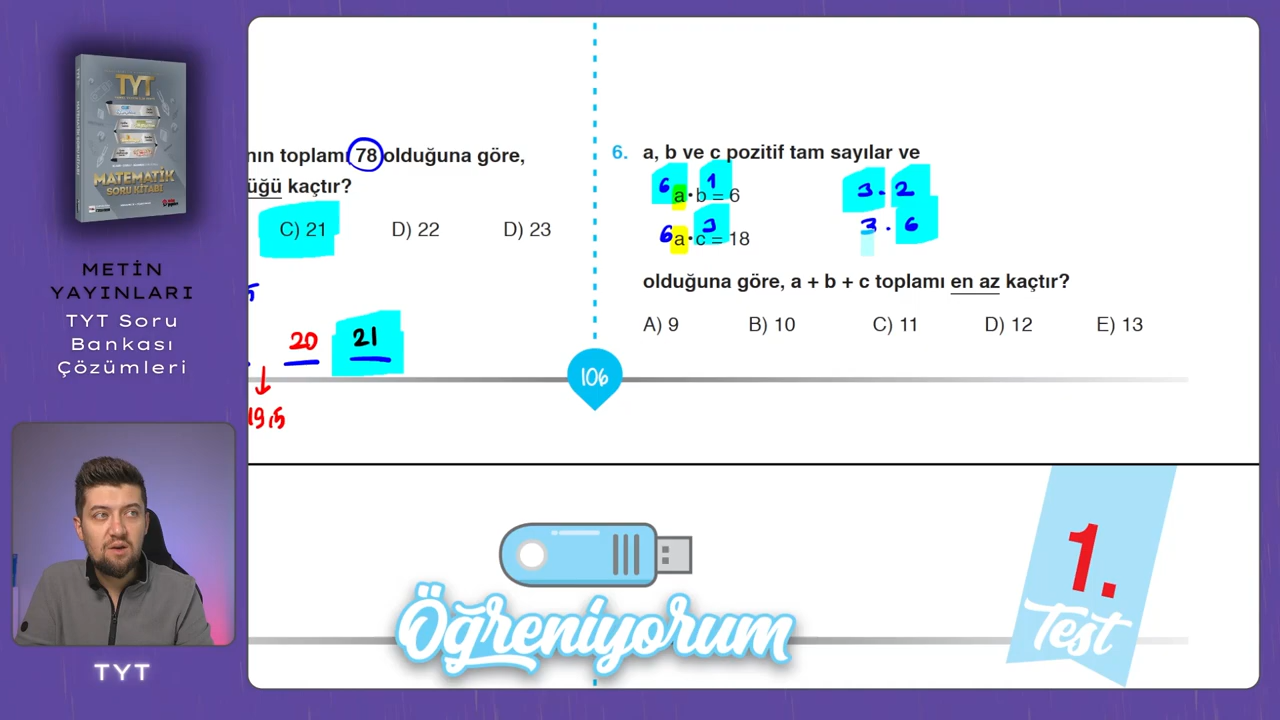 TYT
MATEMATİK
SORU KİTABI
METİN
YAYINLARI
TYT Soru
Bankası
Çözümleri
TYT
nın toplamı 78 olduğuna göre,
üğü kaçtır?
C) 21 D) 22 E) 23
20 21
19,5
106
6. a, b ve c pozitif tam sayılar ve
6 1
a·b = 6
3 . 2
6 3
a·c = 18
3 . 6
olduğuna göre, a + b + c toplamı en az kaçtır?
A) 9 B) 10 C) 11 D) 12 E) 13
Öğreniyorum
1.
Test